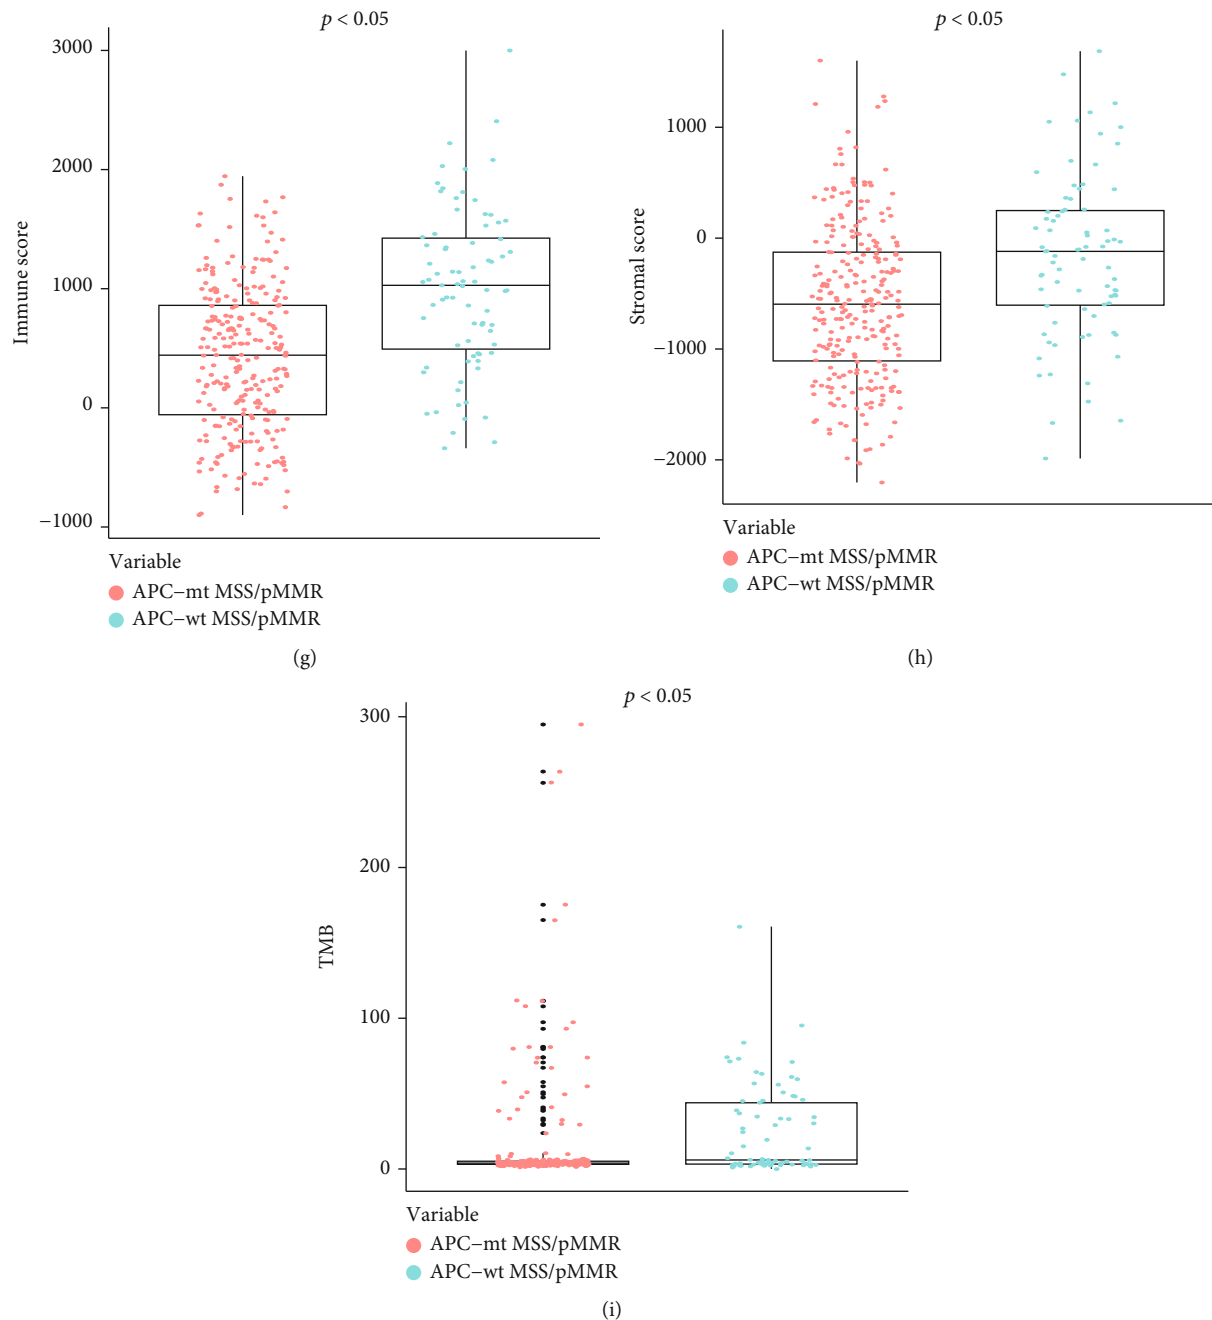 p < 0.05
3000
2000
1000
0
−1000
Immune score
Variable
APC−mt MSS/pMMR
APC−wt MSS/pMMR
(g)
p < 0.05
1000
0
−1000
−2000
Stromal score
Variable
APC−mt MSS/pMMR
APC−wt MSS/pMMR
(h)
p < 0.05
300
200
100
0
TMB
Variable
APC−mt MSS/pMMR
APC−wt MSS/pMMR
(i)